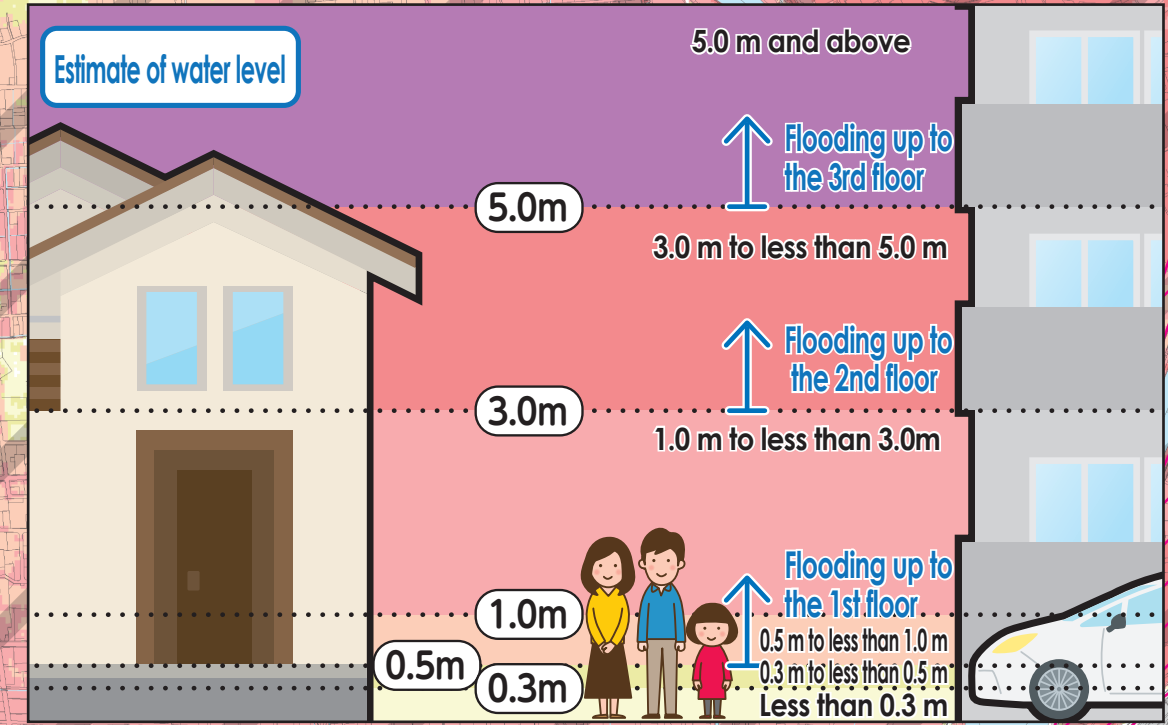 Estimate of water level
5.0 m and above
Flooding up to
the 3rd floor
5.0m
3.0 m to less than 5.0 m
Flooding up to
the 2nd floor
3.0m
1.0 m to less than 3.0m
Flooding up to
the 1st floor
1.0m
0.5 m to less than 1.0 m
0.5m
0.3 m to less than 0.5 m
0.3m
Less than 0.3 m